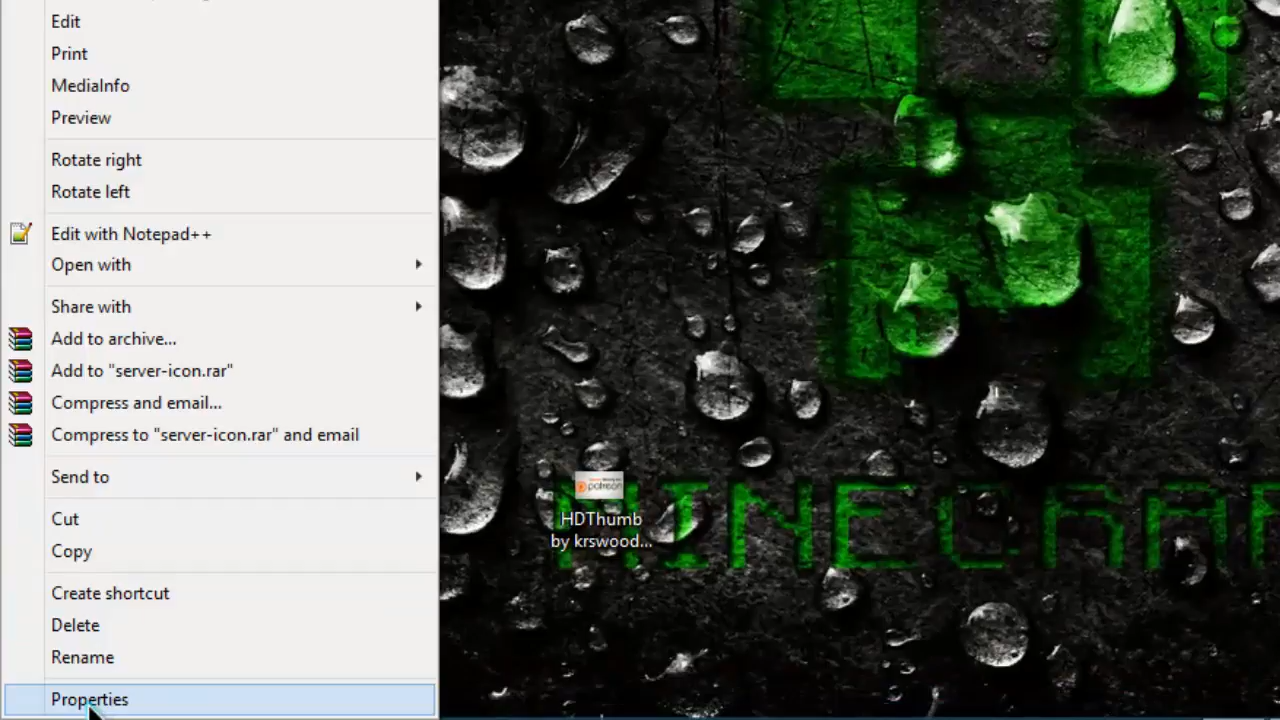 Edit
Print
MediaInfo
Preview
Rotate right
Rotate left
Edit with Notepad++
Open with
Share with
Add to archive...
Add to "server-icon.rar"
Compress and email...
Compress to "server-icon.rar" and email
Send to
Cut
Copy
Create shortcut
Delete
Rename
Properties
patreon
HDThumb
by krswood...
MINECRAF